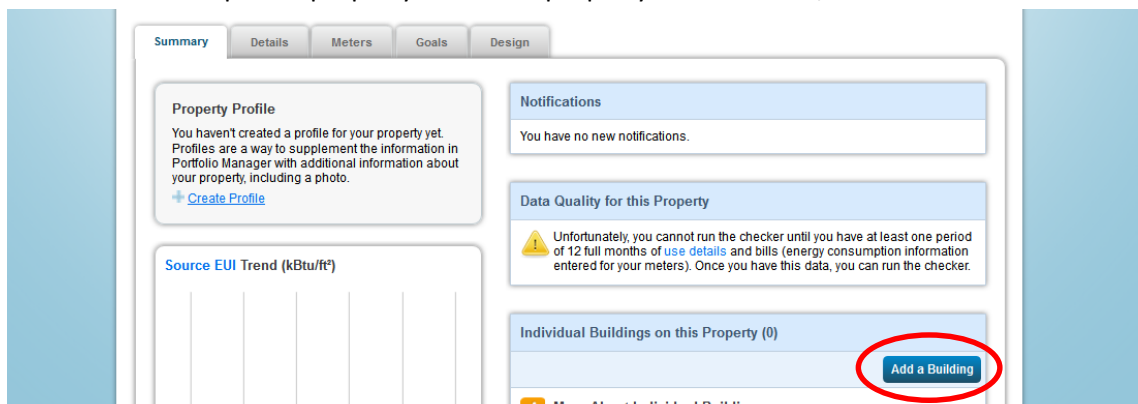 Summary Details Meters Goals Design
Property Profile
You haven't created a profile for your property yet.
Profiles are a way to supplement the information in
Portfolio Manager with additional information about
your property, including a photo.
Create Profile
Source EUI Trend (kBtu/ft²)
Notifications
You have no new notifications.
Data Quality for this Property
Unfortunately, you cannot run the checker until you have at least one period
of 12 full months of use details and bills (energy consumption information
entered for your meters). Once you have this data, you can run the checker.
Individual Buildings on this Property (0)
Add a Building